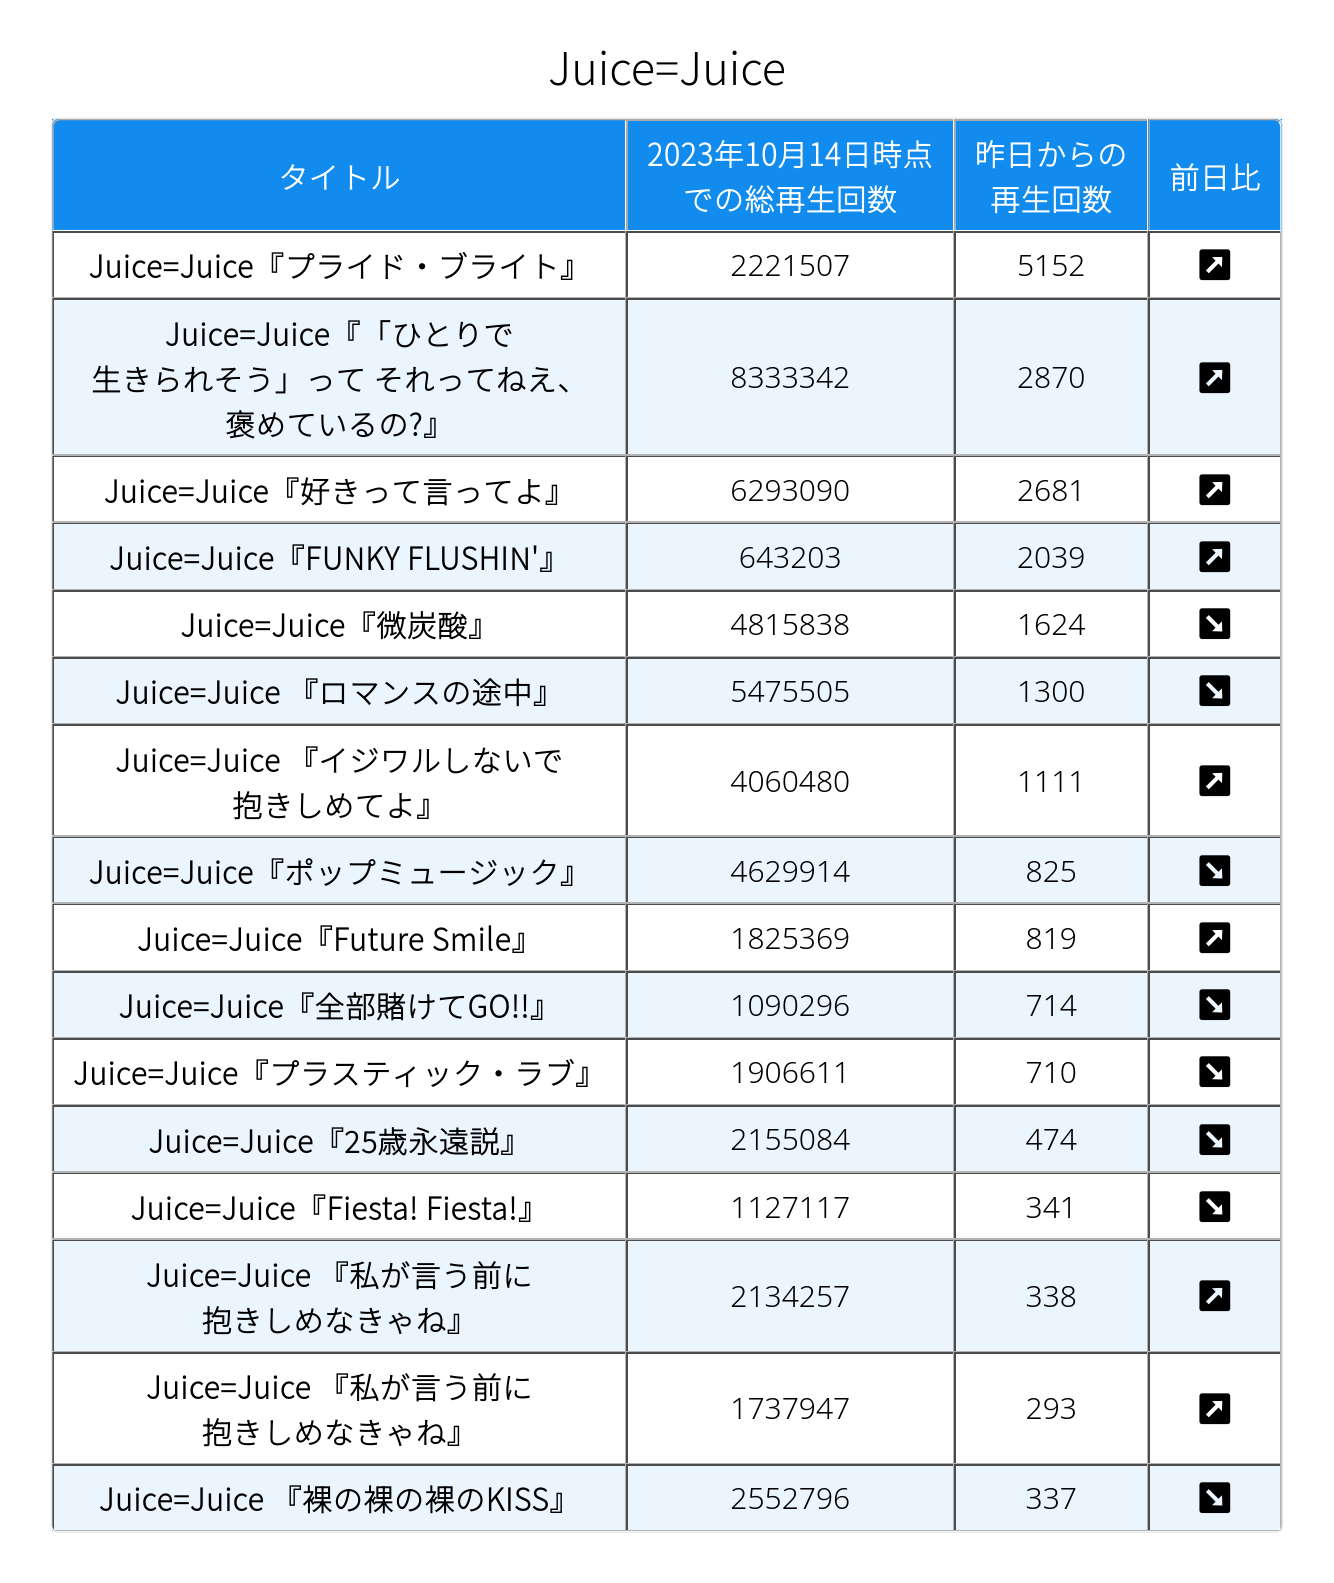 Juice=Juice
タイトル
2023年10月14日時点
での総再生回数
昨日からの
再生回数
前日比
Juice=Juice『プライド・ブライト』
2221507
5152
Juice=Juice『「ひとりで
生きられそう」って それってねえ、
褒めているの?』
8333342
2870
Juice=Juice『好きって言ってよ』
6293090
2681
Juice=Juice『FUNKY FLUSHIN'』
643203
2039
Juice=Juice『微炭酸』
4815838
1624
Juice=Juice 『ロマンスの途中』
5475505
1300
Juice=Juice 『イジワルしないで
抱きしめてよ』
4060480
1111
Juice=Juice『ポップミュージック』
4629914
825
Juice=Juice『Future Smile』
1825369
819
Juice=Juice『全部賭けてGO!!』
1090296
714
Juice=Juice『プラスティック・ラブ』
1906611
710
Juice=Juice『25歳永遠説』
2155084
474
Juice=Juice『Fiesta! Fiesta!』
1127117
341
Juice=Juice 『私が言う前に
抱きしめなきゃね』
2134257
338
Juice=Juice 『私が言う前に
抱きしめなきゃね』
1737947
293
Juice=Juice 『裸の裸の裸のKISS』
2552796
337